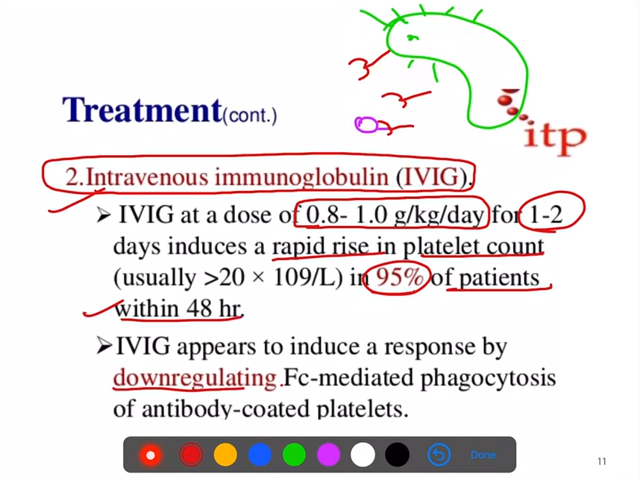 Treatment(cont.)
itp
2.Intravenous immunoglobulin (IVIG).
➢ IVIG at a dose of 0.8- 1.0 g/kg/day for 1-2
days induces a rapid rise in platelet count
(usually >20 × 109/L) in 95% of patients
within 48 hr.
➢IVIG appears to induce a response by
downregulating Fc-mediated phagocytosis
of antibody-coated platelets.
Done
11